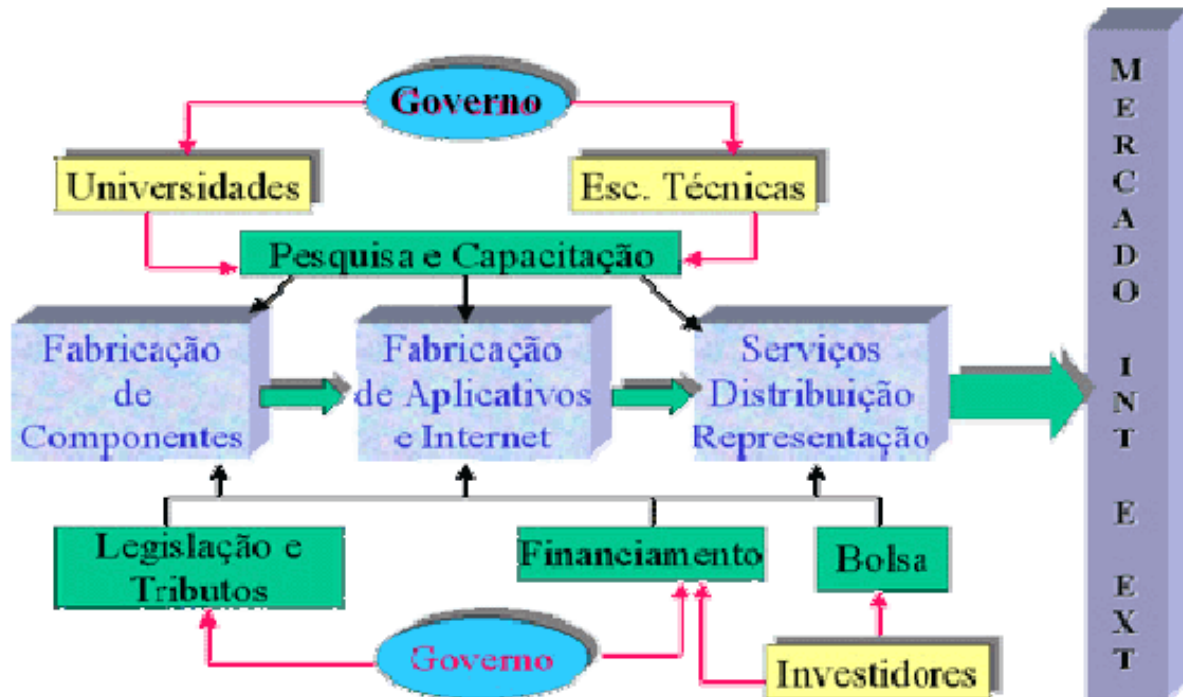 Governo
Universidades
Esc. Técnicas
Pesquisa e Capacitação
Fabricação
de
Componentes
Fabricação
de Aplicativos
e Internet
Serviços
Distribuição
Representação
Legislação e
Tributos
Financiamento
Bolsa
Governo
Investidores
MERCADO INT E EXT